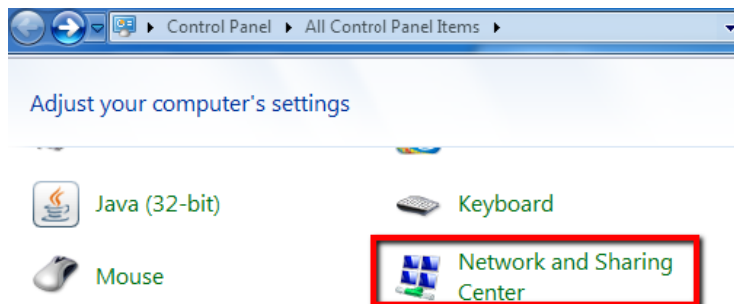 Control Panel All Control Panel Items
Adjust your computer's settings
Java (32-bit)
Keyboard
Mouse
Network and Sharing
Center